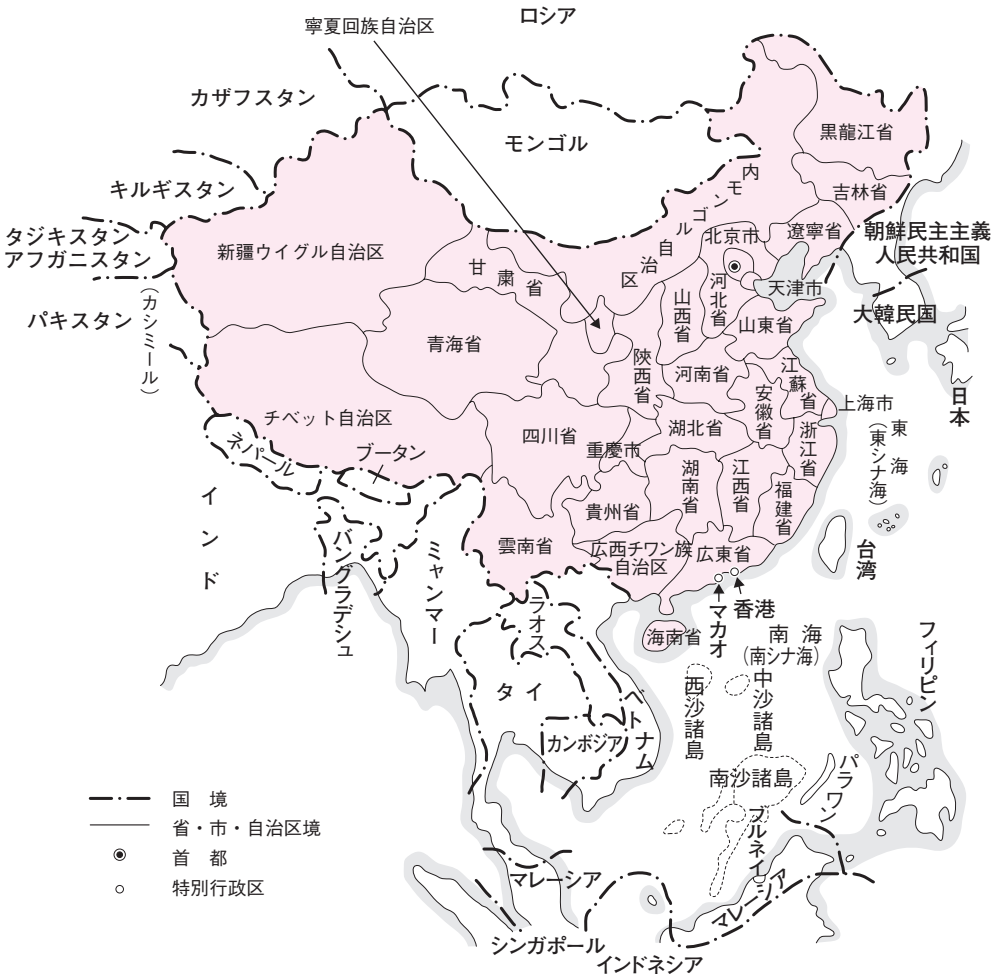 ロシア
寧夏回族自治区
カザフスタン
モンゴル
黒龍江省
キルギスタン
内モンゴル自治区
吉林省
タジキスタン
アフガニスタン
新疆ウイグル自治区
甘粛省
北京市
遼寧省
朝鮮民主主義
人民共和国
(カシミール)
パキスタン
河北省
天津市
山西省
大韓民国
山東省
青海省
陝西省
河南省
江蘇省
安徽省
日本
上海市
チベット自治区
四川省
重慶市
湖北省
浙江省
東海
(東シナ海)
ネパール
ブータン
湖南省
江西省
福建省
インド
貴州省
バングラデシュ
ミャンマー
雲南省
広西チワン族
自治区
広東省
台湾
ラオス
マカオ
香港
海南省
南海
(南シナ海)
フィリピン
タイ
ベトナム
西沙諸島
中沙諸島
カンボジア
南沙諸島
パラワン
ブルネイ
国境
省・市・自治区境
首都
特別行政区
マレーシア
マレーシア
シンガポール
インドネシア